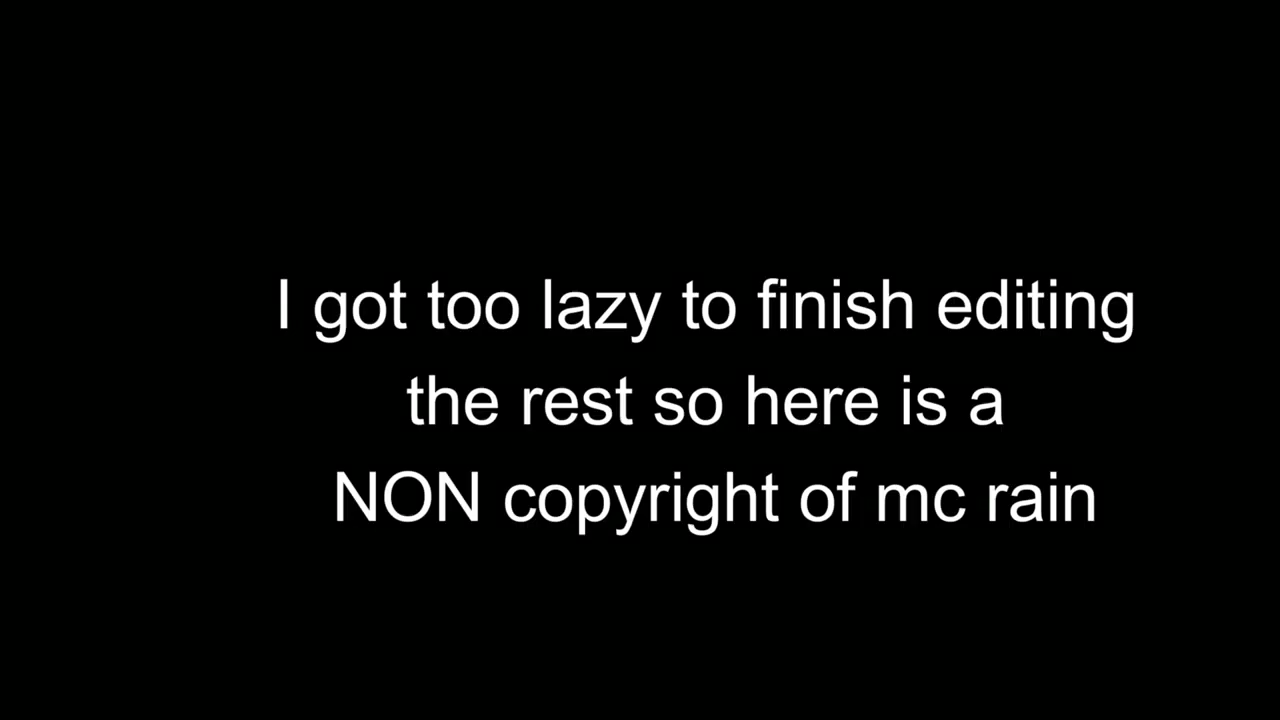 I got too lazy to finish editing
the rest so here is a
NON copyright of mc rain